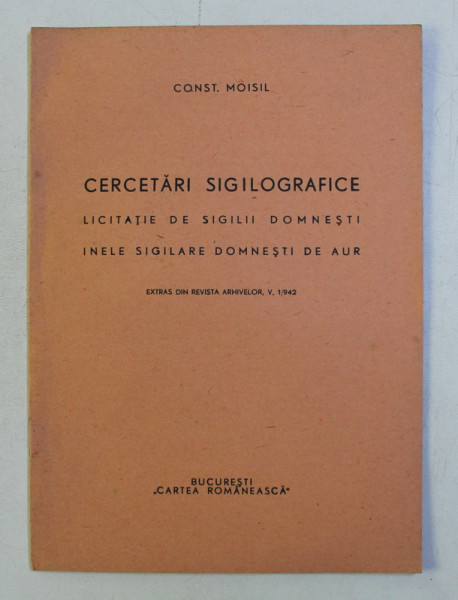 CONST. MOISIL
CERCETĂRI SIGILOGRAFICE
LICITAȚIE DE SIGILII DOMNEȘTI
INELE SIGILARE DOMNEȘTI DE AUR
EXTRAS DIN REVISTA ARHIVELOR, V, 1/942
BUCUREȘTI
„CARTEA ROMÂNEASCĂ”